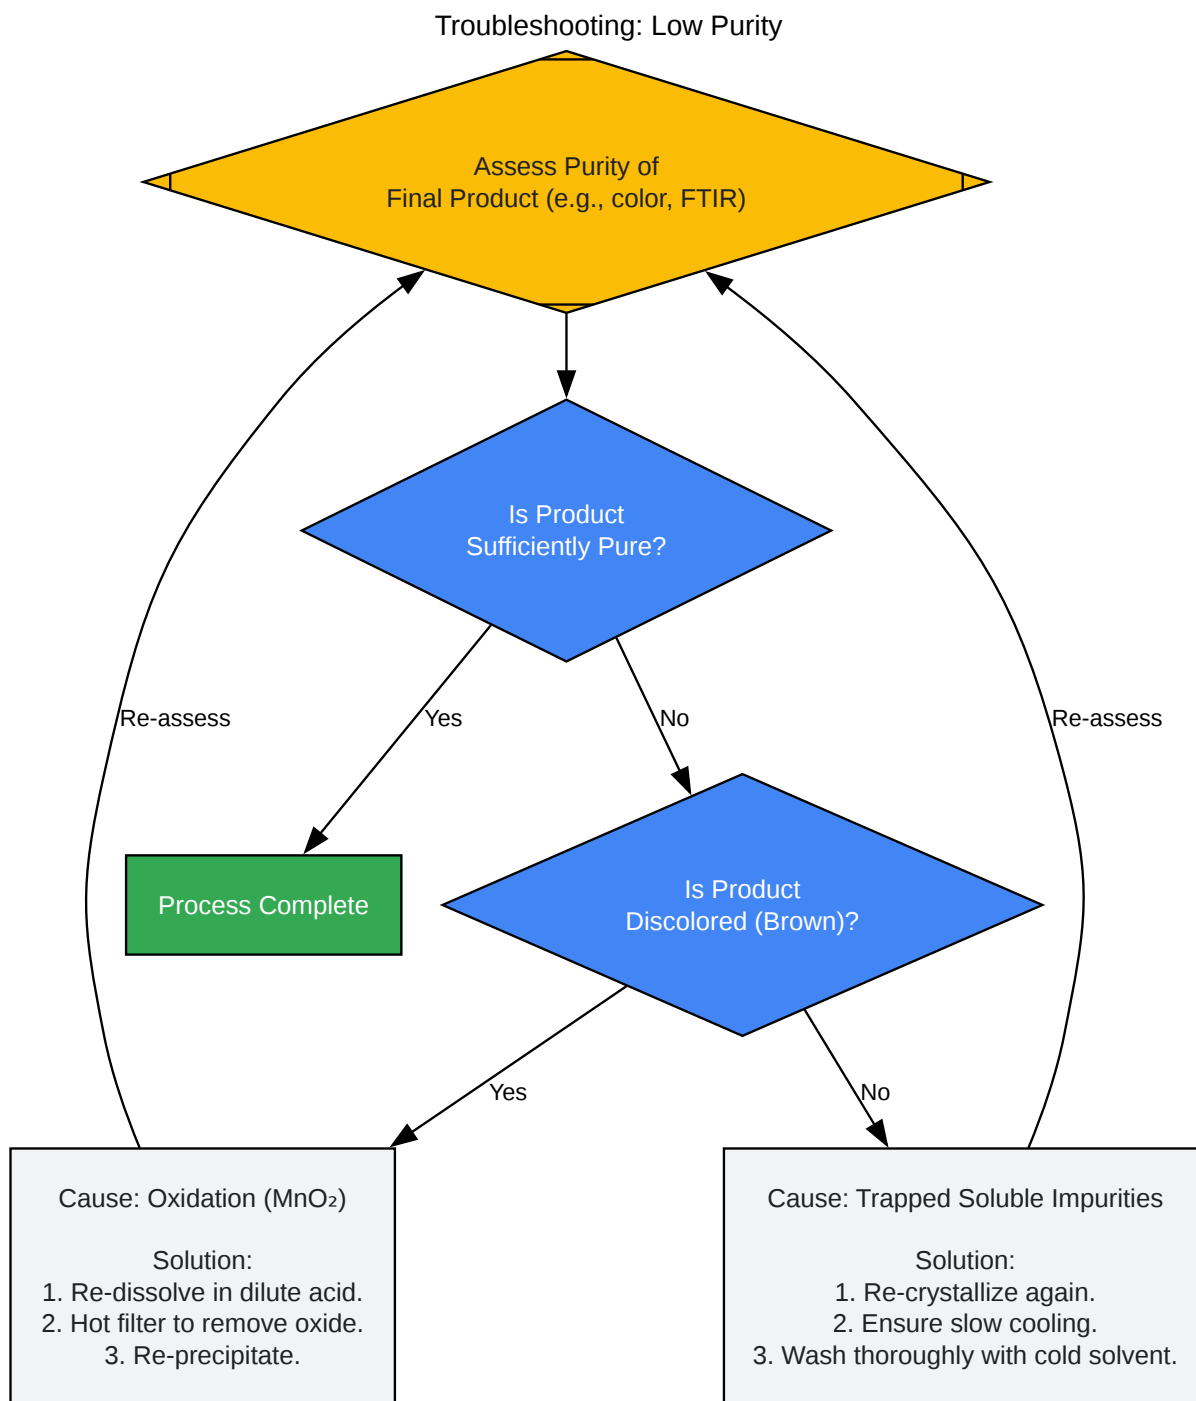 Troubleshooting: Low Purity
Assess Purity of
Final Product (e.g., color, FTIR)
Is Product
Sufficiently Pure?
Re-assess
Yes
No
Re-assess
Process Complete
Is Product
Discolored (Brown)?
Yes
No
Cause: Oxidation (MnO₂)
Solution:
1. Re-dissolve in dilute acid.
2. Hot filter to remove oxide.
3. Re-precipitate.
Cause: Trapped Soluble Impurities
Solution:
1. Re-crystallize again.
2. Ensure slow cooling.
3. Wash thoroughly with cold solvent.